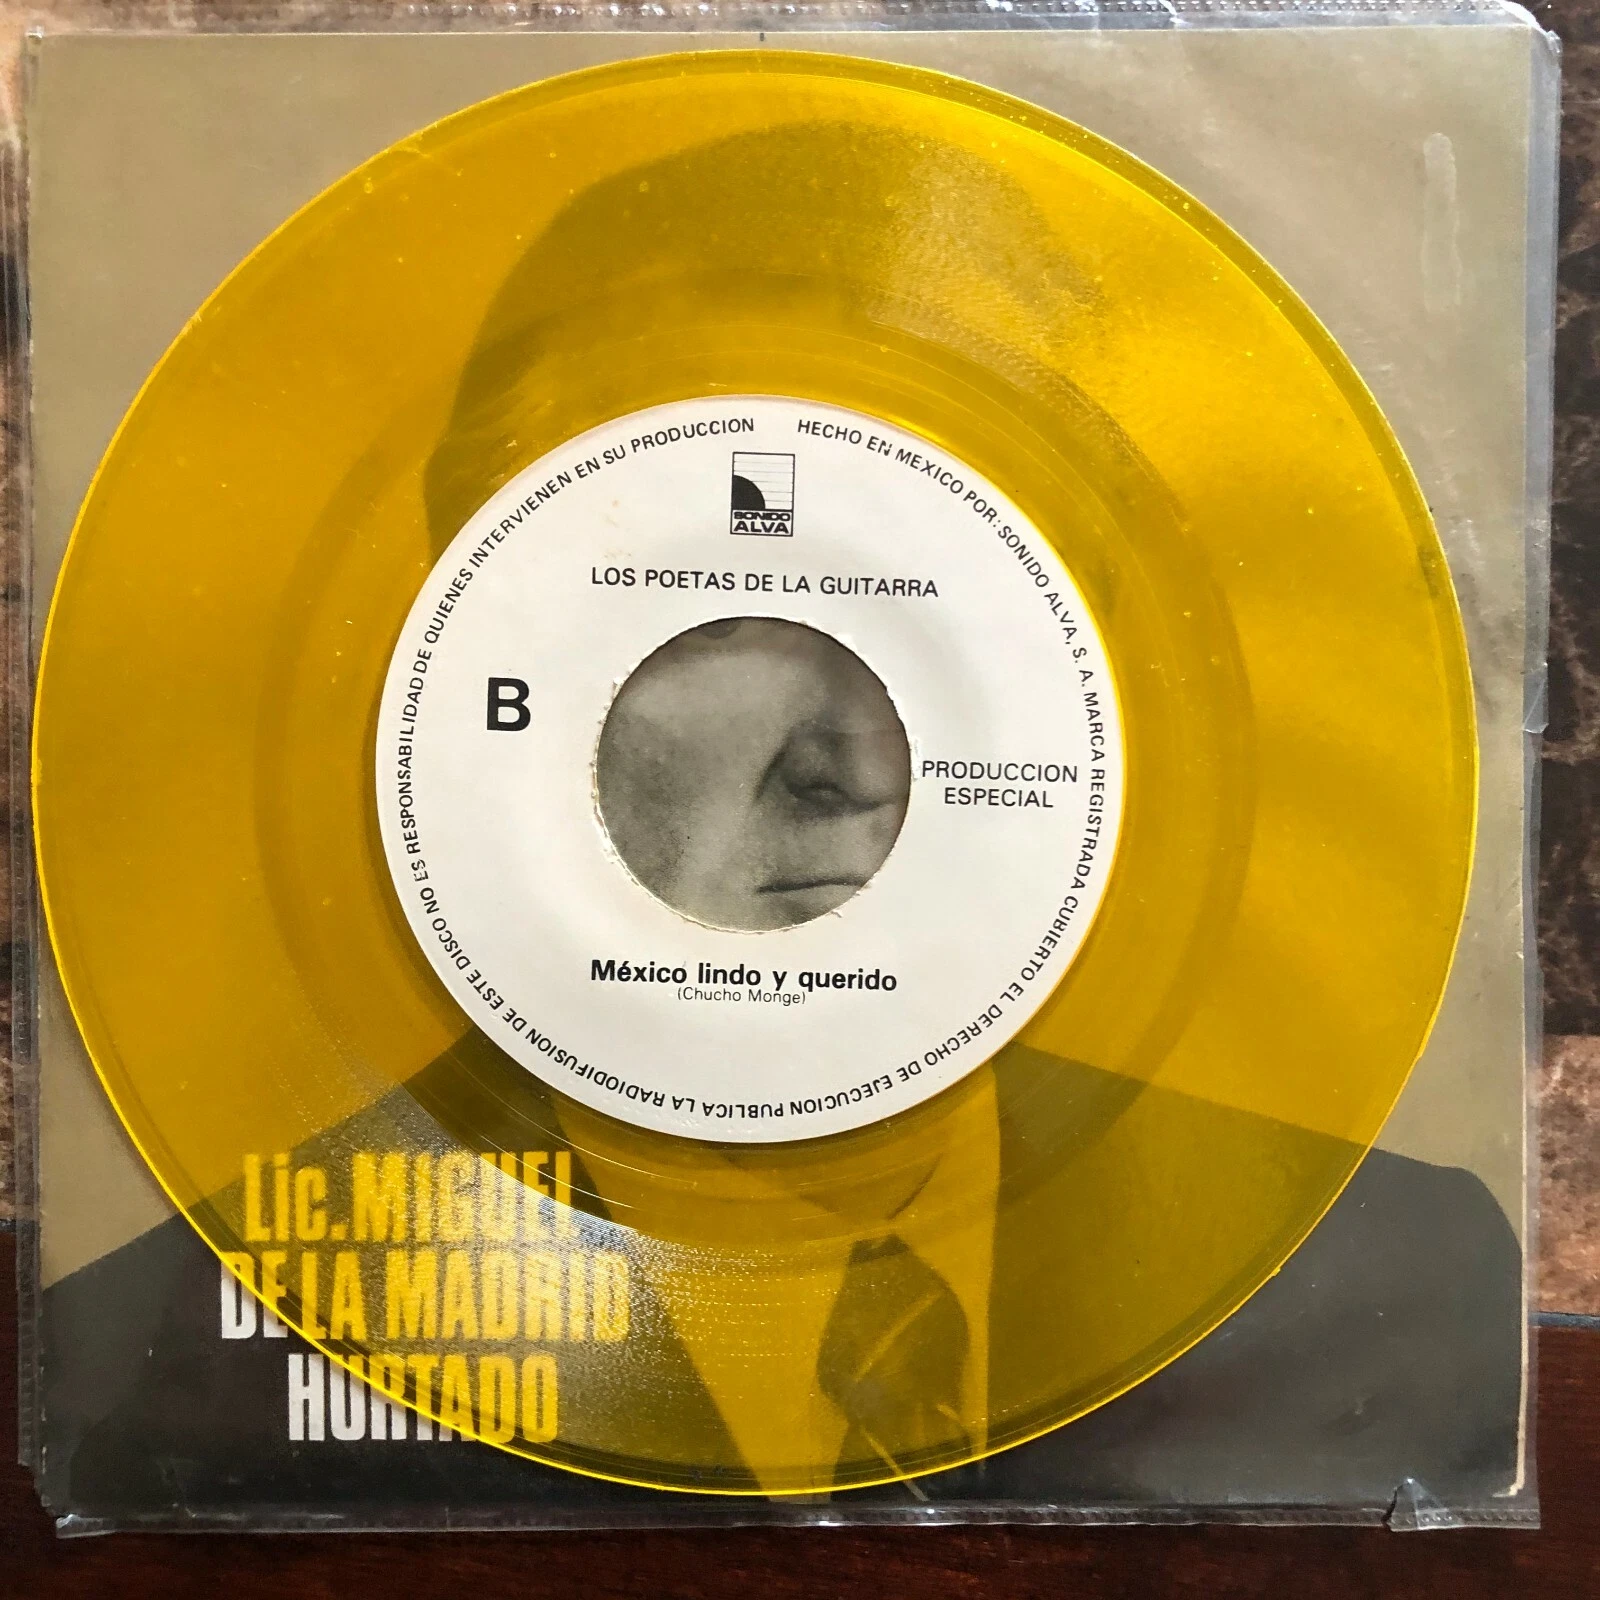 HECHO EN MEXICO POR: SONIDO ALVA, S. A. MARCA REGISTRADA CUBIERTO EL DERECHO DE EJECUCION PUBLICA LA RADIODIFUSION DE ESTE DISCO NO ES RESPONSABILIDAD DE QUIENES INTERVIENEN EN SU PRODUCCION
SONIDO
ALVA
LOS POETAS DE LA GUITARRA
B
PRODUCCION
ESPECIAL
México lindo y querido
(Chucho Monge)
Lic. MIGUEL
DE LA MADRID
HURTADO